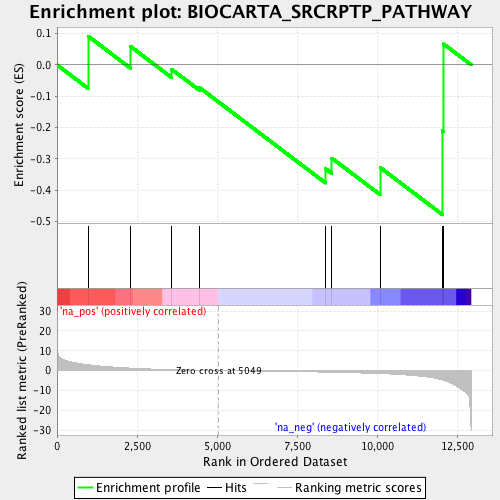 Enrichment plot: BIOCARTA_SRCRPTP_PATHWAY
Enrichment score (ES)
0.1
0.0
-0.1
-0.2
-0.3
-0.4
-0.5
'na_pos' (positively correlated)
Ranked list metric (PreRanked)
30
20
10
0
-10
-20
-30
Zero cross at 5049
'na_neg' (negatively correlated)
0
2,500
5,000
7,500
10,000
12,500
Rank in Ordered Dataset
Enrichment profile
Hits
Ranking metric scores